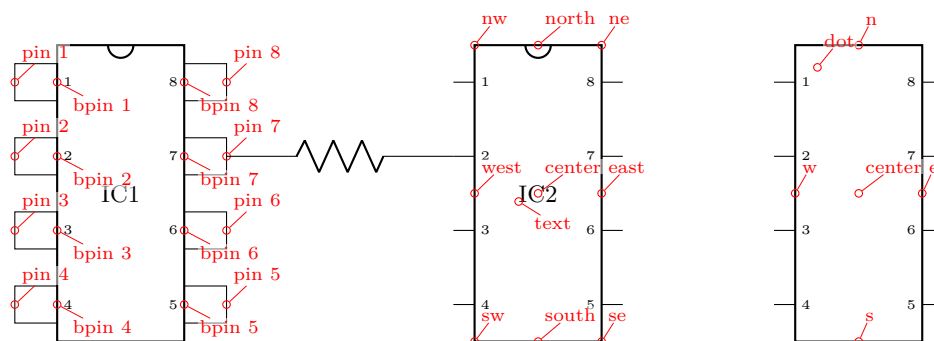 nw north ne n
pin 1 pin 8 dot
1 8 1 8 1
bpin 1 bpin 8
pin 2 pin 7
2 7 2 7 2 7
bpin 2 bpin 7 west center east w center e
IC1 IC2
text
pin 3 pin 6
3 6 3 6 3 6
bpin 3 bpin 6
pin 4 pin 5
4 5 4 5 4 5
bpin 4 bpin 5 sw south se s